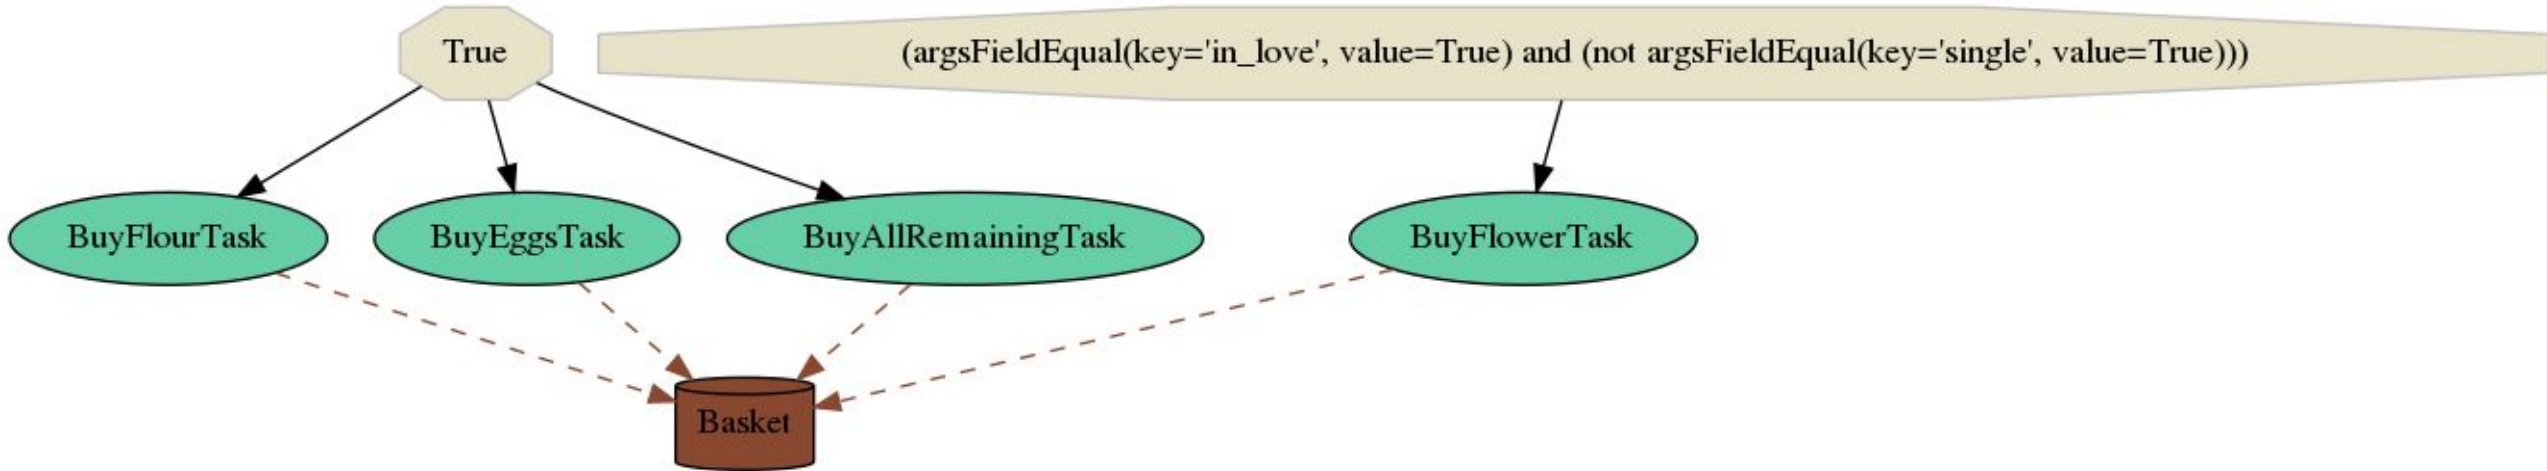 True
(argsFieldEqual(key='in_love', value=True) and (not argsFieldEqual(key='single', value=True)))
BuyFlourTask
BuyEggsTask
BuyAllRemainingTask
BuyFlowerTask
Basket